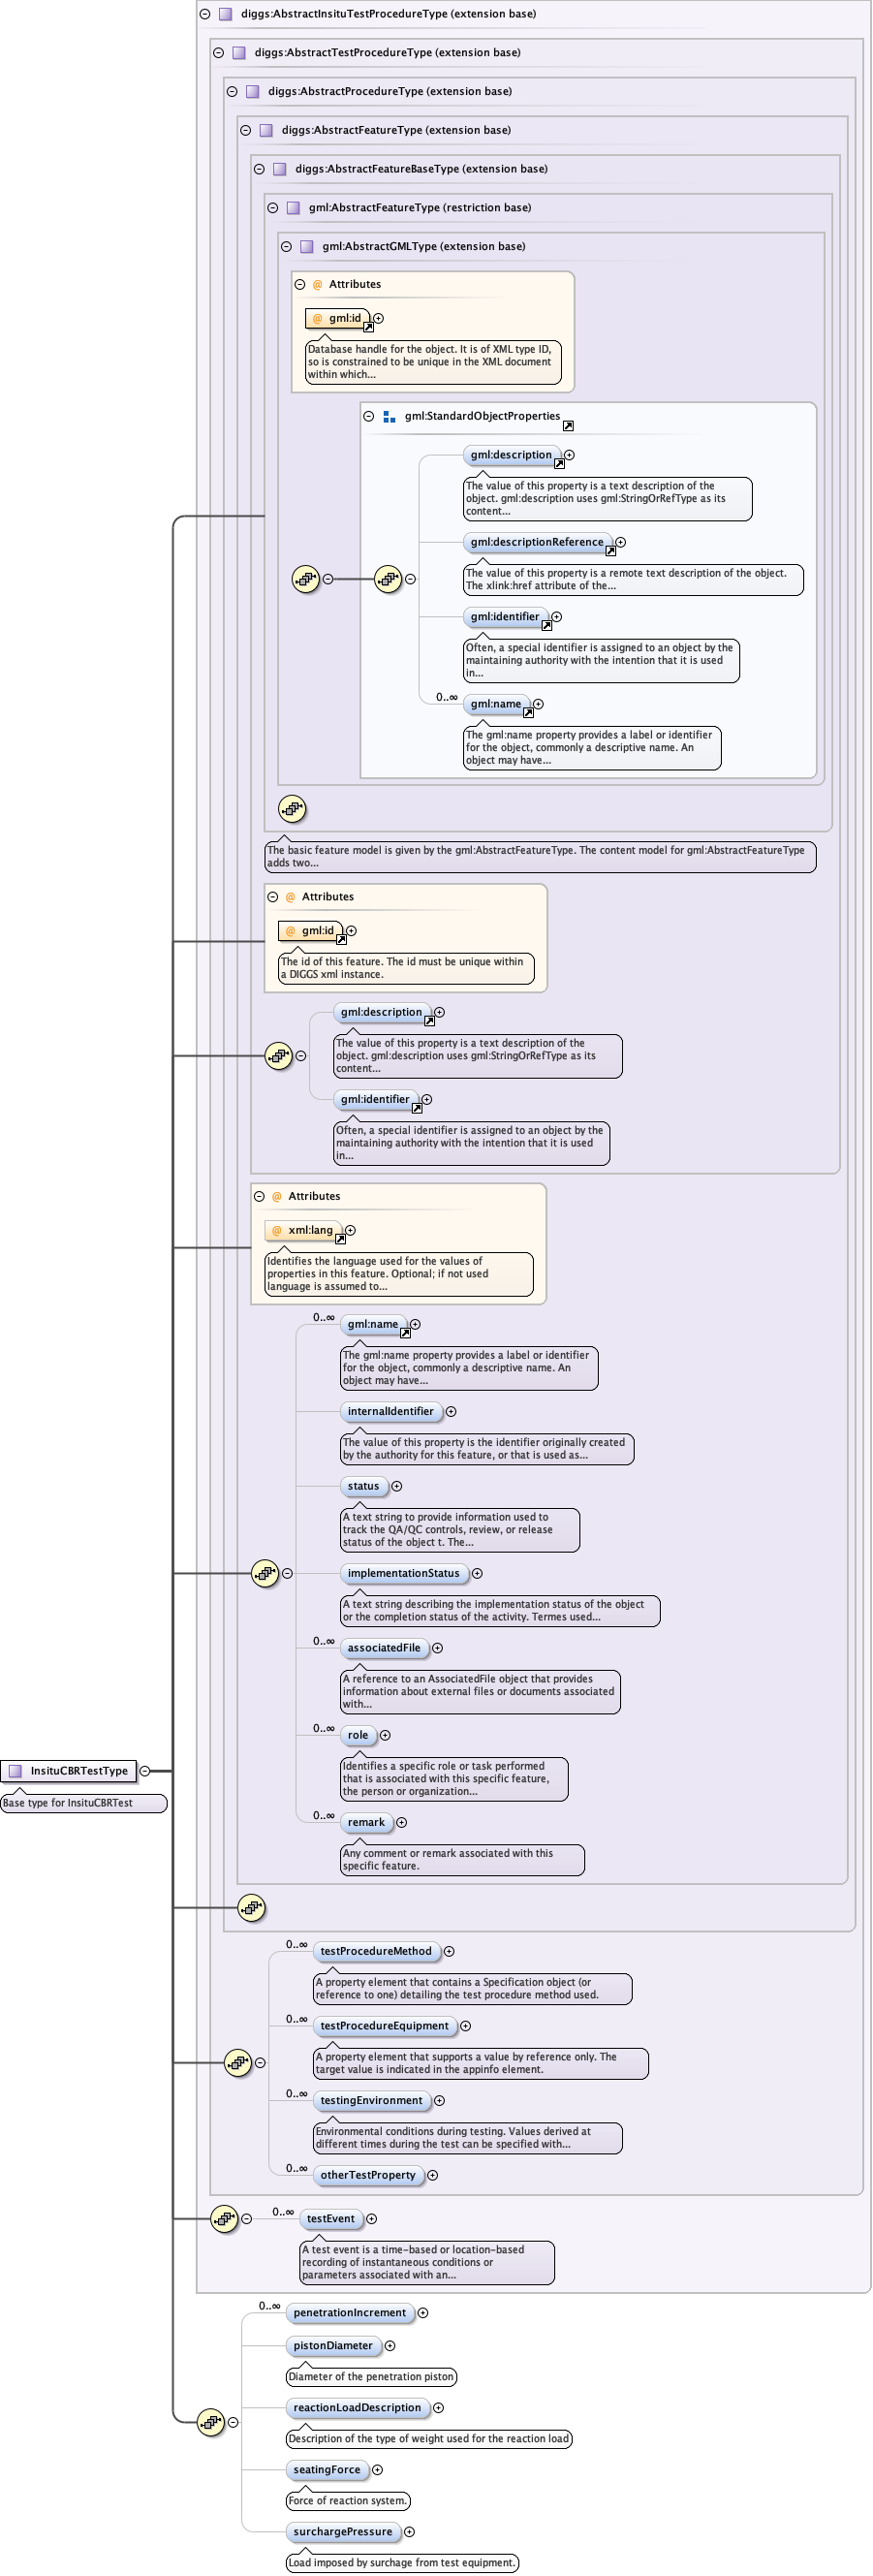 diggs:AbstractInsituTestProcedureType (extension base)
diggs:AbstractTestProcedureType (extension base)
diggs:AbstractProcedureType (extension base)
diggs:AbstractFeatureType (extension base)
diggs:AbstractFeatureBaseType (extension base)
gml:AbstractFeatureType (restriction base)
gml:AbstractGMLType (extension base)
@ Attributes
@ gml:id
Database handle for the object. It is of XML type ID,
so is constrained to be unique in the XML document
within which...
gml:StandardObjectProperties
gml:description
The value of this property is a text description of the
object. gml:description uses gml:StringOrRefType as its
content...
gml:descriptionReference
The value of this property is a remote text description of the object.
The xlink:href attribute of the...
gml:identifier
Often, a special identifier is assigned to an object by the
maintaining authority with the intention that it is used
in...
0..∞
gml:name
The gml:name property provides a label or identifier
for the object, commonly a descriptive name. An
object may have...
The basic feature model is given by the gml:AbstractFeatureType. The content model for gml:AbstractFeatureType
adds two...
@ Attributes
@ gml:id
The id of this feature. The id must be unique within
a DIGGS xml instance.
gml:description
The value of this property is a text description of the
object. gml:description uses gml:StringOrRefType as its
content...
gml:identifier
Often, a special identifier is assigned to an object by the
maintaining authority with the intention that it is used
in...
@ Attributes
@ xml:lang
Identifies the language used for the values of
properties in this feature. Optional; if not used
language is assumed to...
0..∞
gml:name
The gml:name property provides a label or identifier
for the object, commonly a descriptive name. An
object may have...
internalIdentifier
The value of this property is the identifier originally created
by the authority for this feature, or that is used as...
status
A text string to provide information used to
track the QA/QC controls, review, or release
status of the object t. The...
implementationStatus
A text string describing the implementation status of the object
or the completion status of the activity. Termes used...
0..∞
associatedFile
A reference to an AssociatedFile object that provides
information about external files or documents associated
with...
0..∞
role
Identifies a specific role or task performed
that is associated with this specific feature,
the person or organization...
InsituCBRTestType
Base type for InsituCBRTest
0..∞
remark
Any comment or remark associated with this
specific feature.
0..∞
testProcedureMethod
A property element that contains a Specification object (or
reference to one) detailing the test procedure method used.
0..∞
testProcedureEquipment
A property element that supports a value by reference only. The
target value is indicated in the appinfo element.
0..∞
testingEnvironment
Environmental conditions during testing. Values derived at
different times during the test can be specified with...
0..∞
otherTestProperty
0..∞
testEvent
A test event is a time-based or location-based
recording of instantaneous conditions or
parameters associated with an...
0..∞
penetrationIncrement
pistonDiameter
Diameter of the penetration piston
reactionLoadDescription
Description of the type of weight used for the reaction load
seatingForce
Force of reaction system.
surchargePressure
Load imposed by surchage from test equipment.